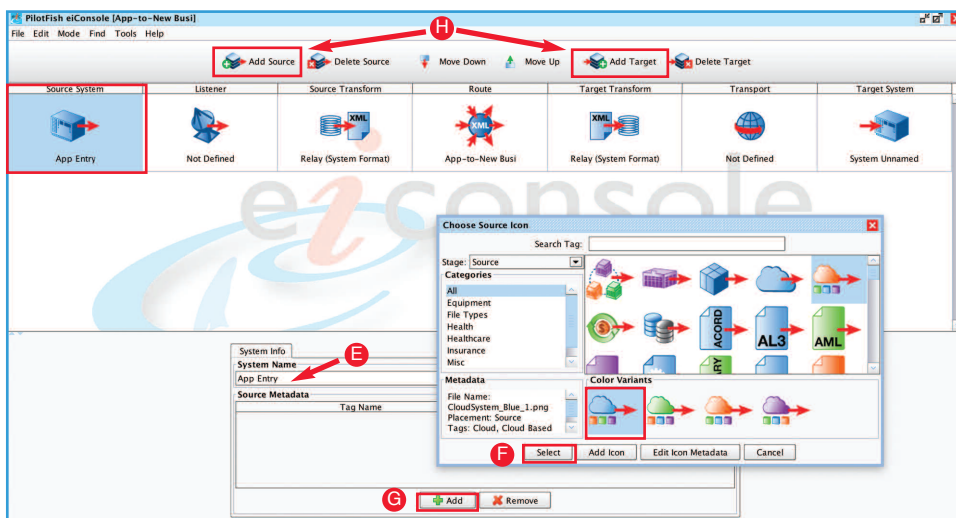 PilotFish eiConsole [App-to-New Busi]
File Edit Mode Find Tools Help
H
Add Source Delete Source Move Down Move Up Add Target Delete Target
Source System Listener Source Transform Route Target Transform Transport Target System
XML XML XML
App Entry Not Defined Relay (System Format) App-to-New Busi Relay (System Format) Not Defined System Unnamed
eiconsole
Choose Source Icon
Search Tag:
Stage: Source
Categories
All
Equipment
File Types
Health
Healthcare
Insurance
Misc
ACORD AL3 AML
Metadata
File Name:
CloudSystem_Blue_1.png
Placement: Source
Tags: Cloud, Cloud Based
Color Variants
F
Select Add Icon Edit Icon Metadata Cancel
System Info
E
System Name
App Entry
Source Metadata
Tag Name
G
Add Remove